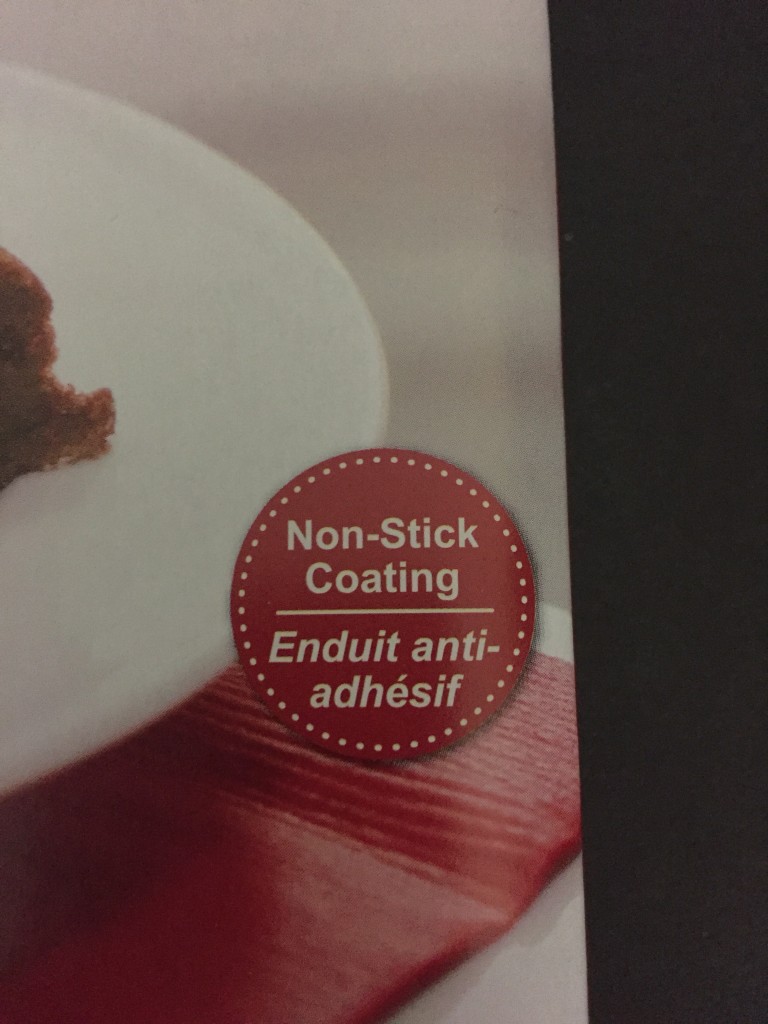 Non-Stick
Coating
Enduit anti-
adhésif